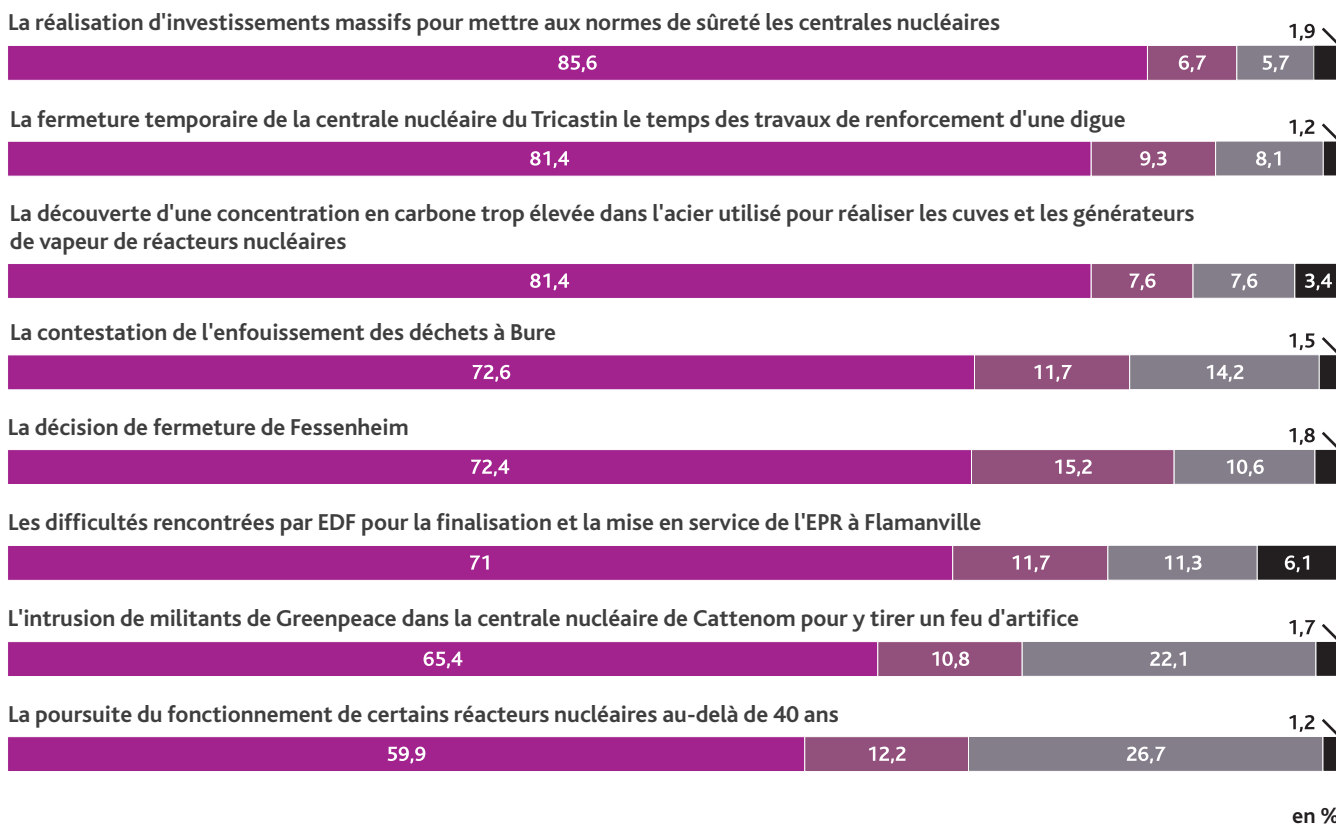 La réalisation d'investissements massifs pour mettre aux normes de sûreté les centrales nucléaires
1,9
85,6 6,7 5,7
La fermeture temporaire de la centrale nucléaire du Tricastin le temps des travaux de renforcement d'une digue
1,2
81,4 9,3 8,1
La découverte d'une concentration en carbone trop élevée dans l'acier utilisé pour réaliser les cuves et les générateurs
de vapeur de réacteurs nucléaires
81,4 7,6 7,6 3,4
La contestation de l'enfouissement des déchets à Bure
1,5
72,6 11,7 14,2
La décision de fermeture de Fessenheim
1,8
72,4 15,2 10,6
Les difficultés rencontrées par EDF pour la finalisation et la mise en service de l'EPR à Flamanville
71 11,7 11,3 6,1
L'intrusion de militants de Greenpeace dans la centrale nucléaire de Cattenom pour y tirer un feu d'artifice
1,7
65,4 10,8 22,1
La poursuite du fonctionnement de certains réacteurs nucléaires au-delà de 40 ans
1,2
59,9 12,2 26,7
en %